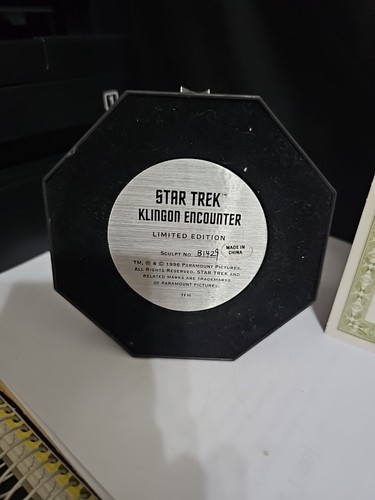 STAR TREK™
KLINGON ENCOUNTER
LIMITED EDITION
SCULPT NO. B1429
MADE IN
CHINA
TM, ® & © 1996 PARAMOUNT PICTURES.
ALL RIGHTS RESERVED. STAR TREK AND
RELATED MARKS ARE TRADEMARKS
OF PARAMOUNT PICTURES.